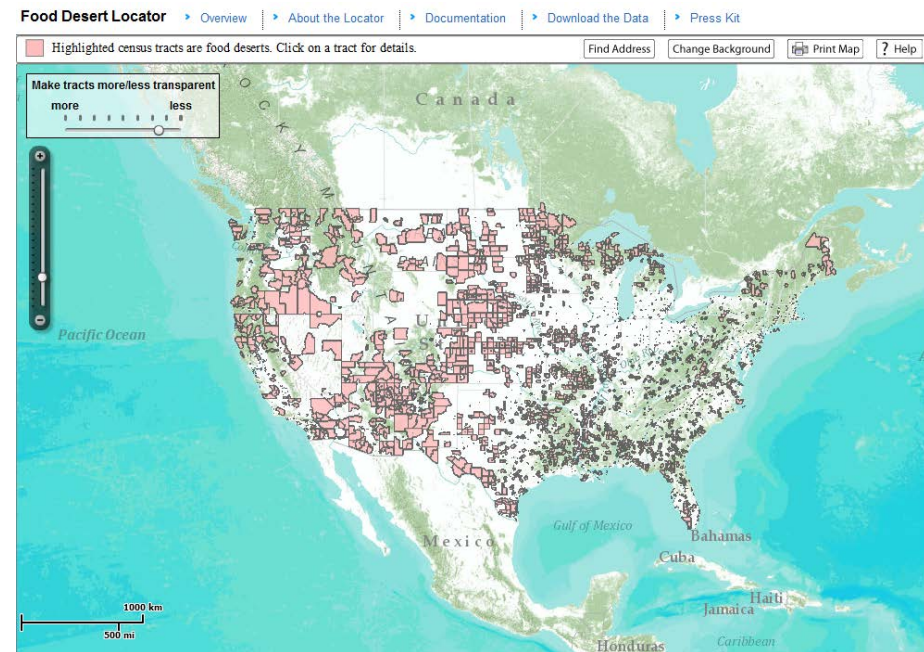 Food Desert Locator
Overview
About the Locator
Documentation
Download the Data
Press Kit
Highlighted census tracts are food deserts. Click on a tract for details.
Find Address
Change Background
Print Map
? Help
Make tracts more/less transparent
more less
Canada
Pacific Ocean
Gulf of Mexico
Mexico
Bahamas
Cuba
Haiti
Jamaica
Honduras
Caribbean
1000 km
500 mi